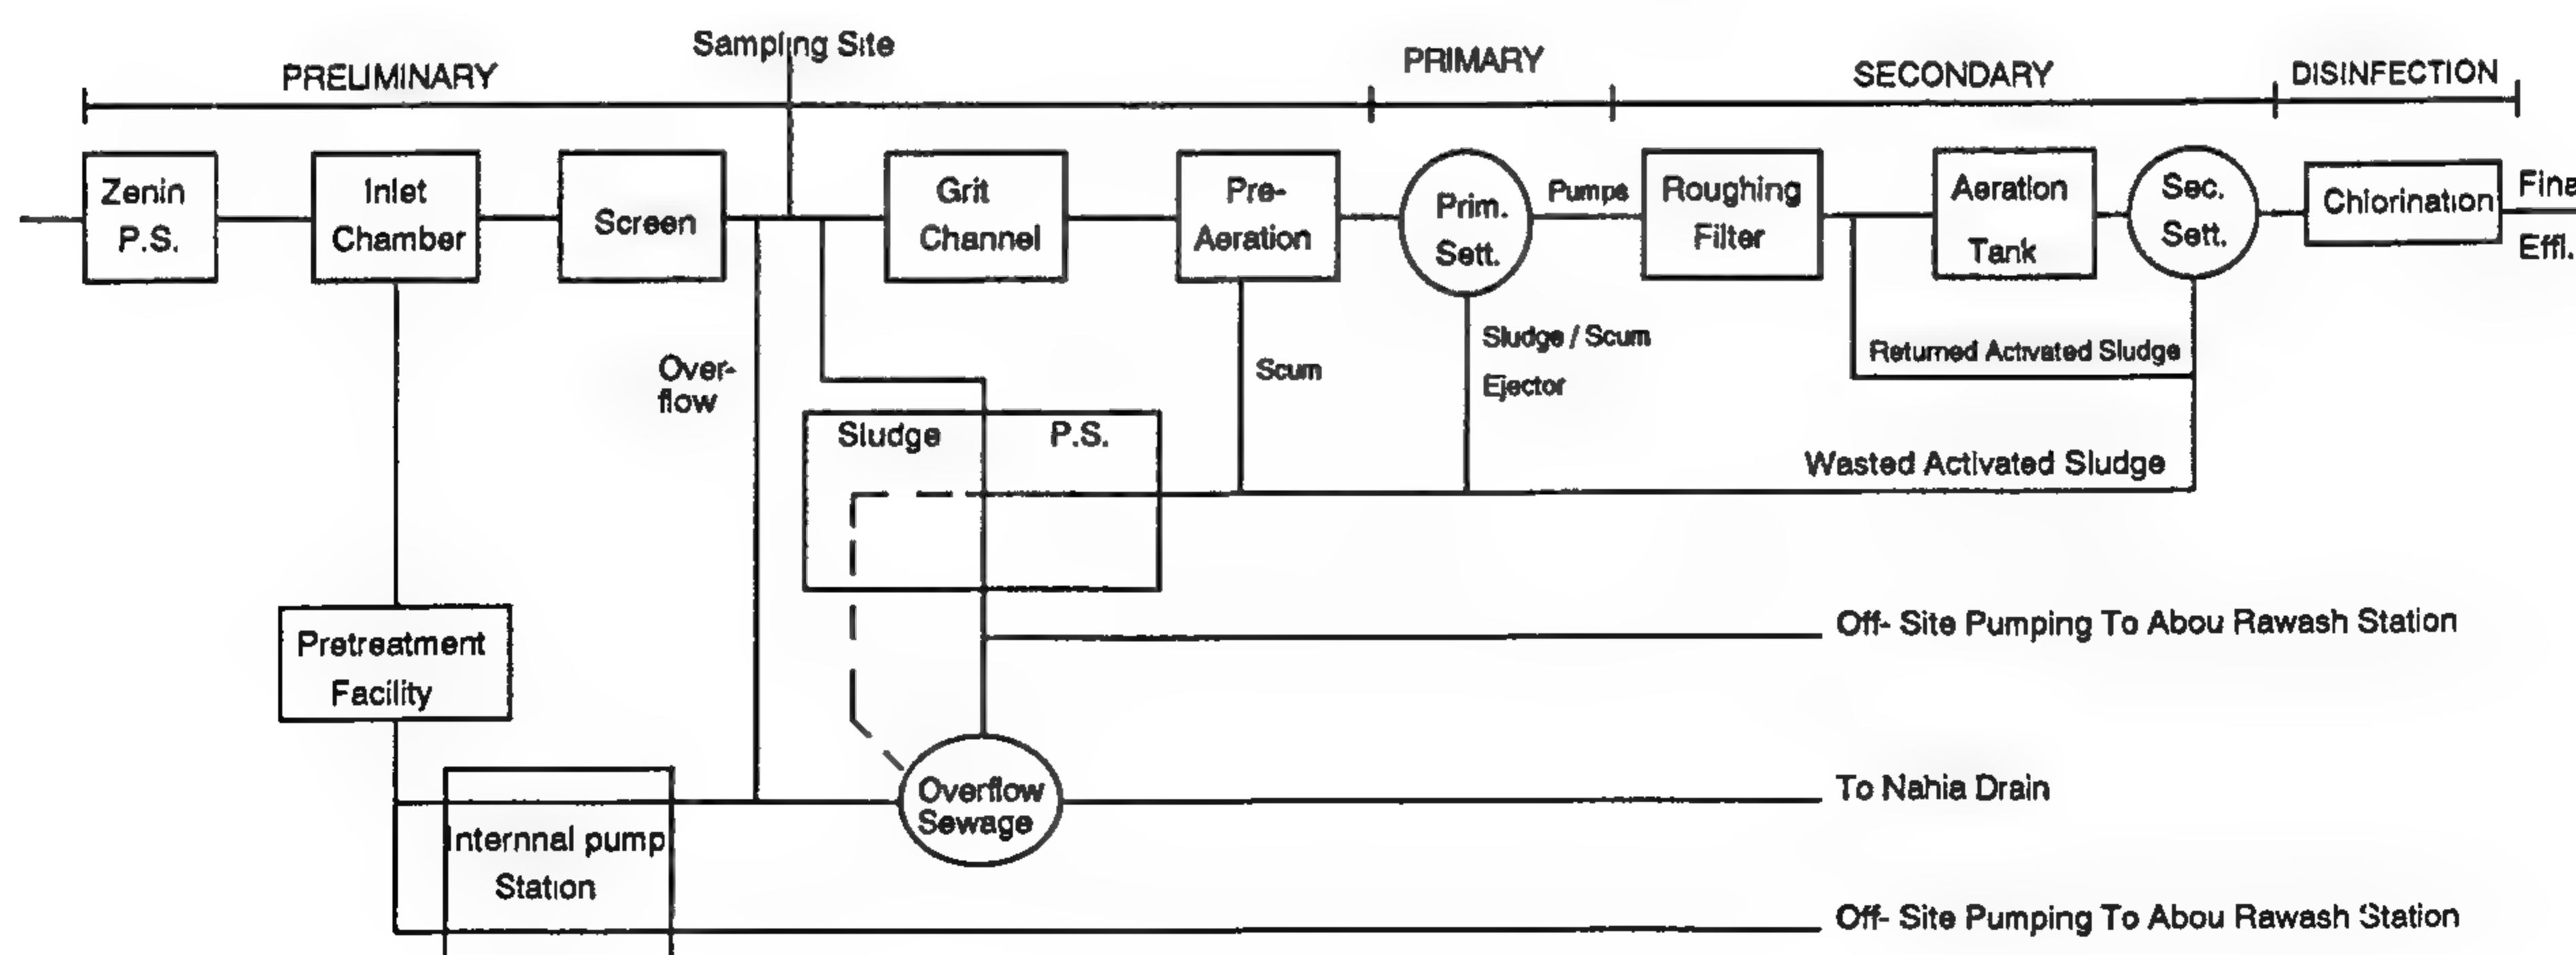 Sampling Site
PRELIMINARY
PRIMARY
SECONDARY
DISINFECTION
Zenin
P.S.
Inlet
Chamber
Screen
Grit
Channel
Pre-
Aeration
Prim.
Sett.
Pumps
Roughing
Filter
Aeration
Tank
Sec.
Sett.
Chlorination
Effl.
Over-
flow
Scum
Sludge / Scum
Ejector
Returned Activated Sludge
Sludge P.S.
Wasted Activated Sludge
Pretreatment
Facility
Off- Site Pumping To Abou Rawash Station
Overflow
Sewage
To Nahia Drain
Internnal pump
Station
Off- Site Pumping To Abou Rawash Station